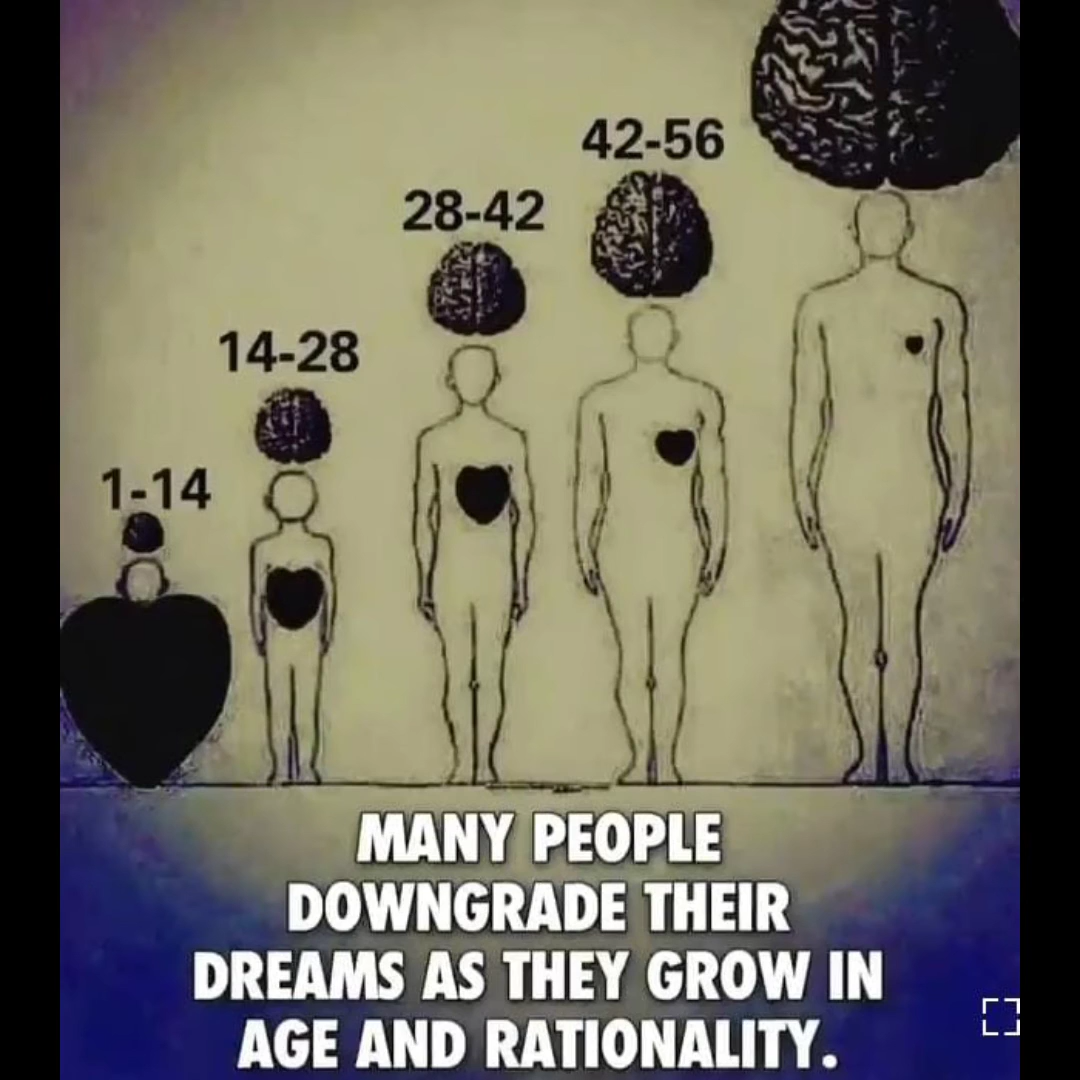 42-56
28-42
14-28
1-14
MANY PEOPLE
DOWNGRADE THEIR
DREAMS AS THEY GROW IN
AGE AND RATIONALITY.